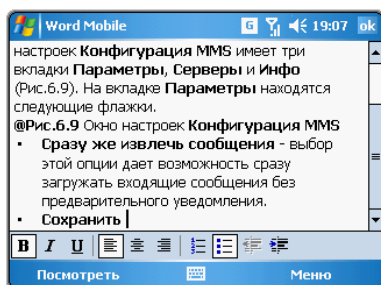 Word Mobile G 19:07 ok
настроек Конфигурация MMS имеет три
вкладки Параметры, Серверы и Инфо
(Рис.6.9). На вкладке Параметры находятся
следующие флажки.
@Рис.6.9 Окно настроек Конфигурация MMS
• Сразу же извлечь сообщения - выбор
этой опции дает возможность сразу
загружать входящие сообщения без
предварительного уведомления.
• Сохранить
B I U
Посмотреть Меню